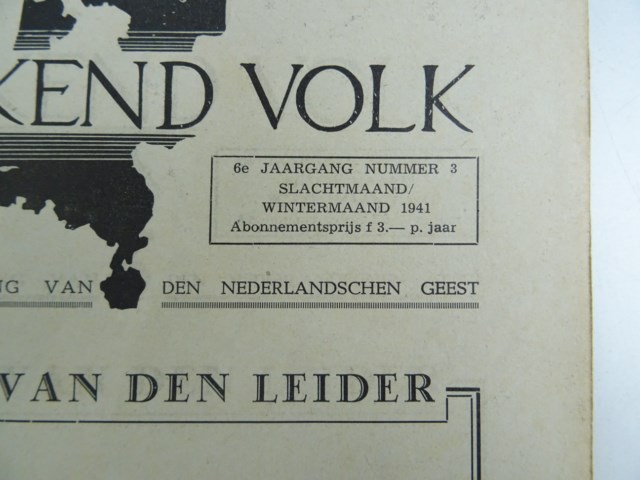 KEND VOLK
6e JAARGANG NUMMER 3
SLACHTMAAND/
WINTERMAAND 1941
Abonnementsprijs f 3.— p. jaar
NG VAN DEN NEDERLANDSCHEN GEEST
VAN DEN LEIDER